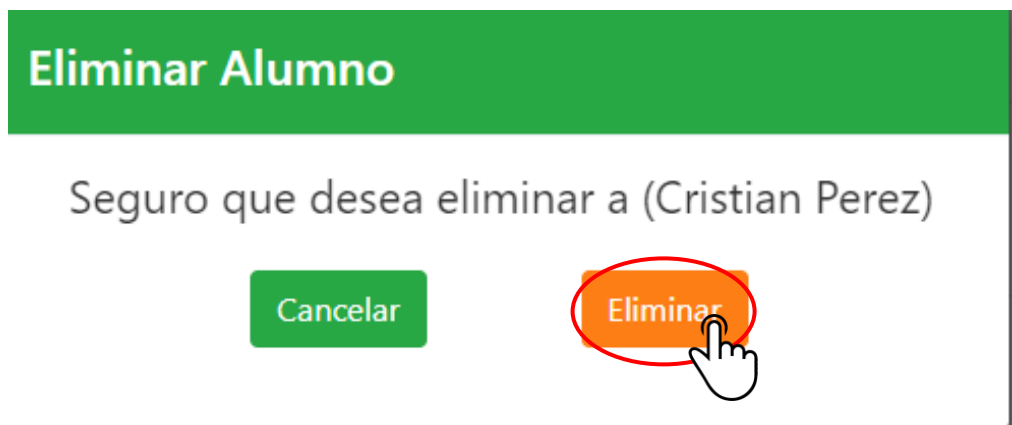 Eliminar Alumno
Seguro que desea eliminar a (Cristian Perez)
Cancelar
Eliminar